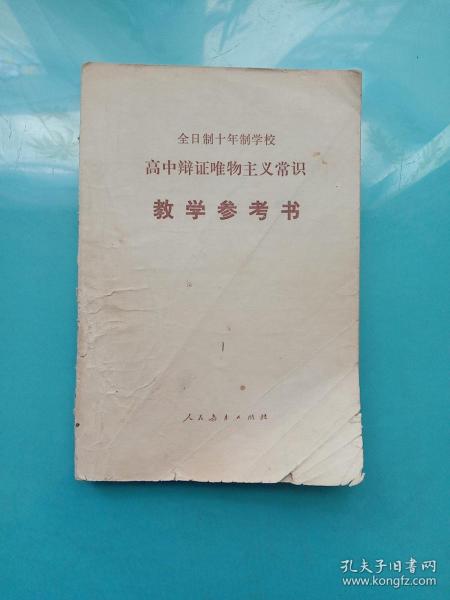 全日制十年制学校
高中辩证唯物主义常识
教学参考书
人民教育出版社
孔夫子旧书网
www.kongfz.com